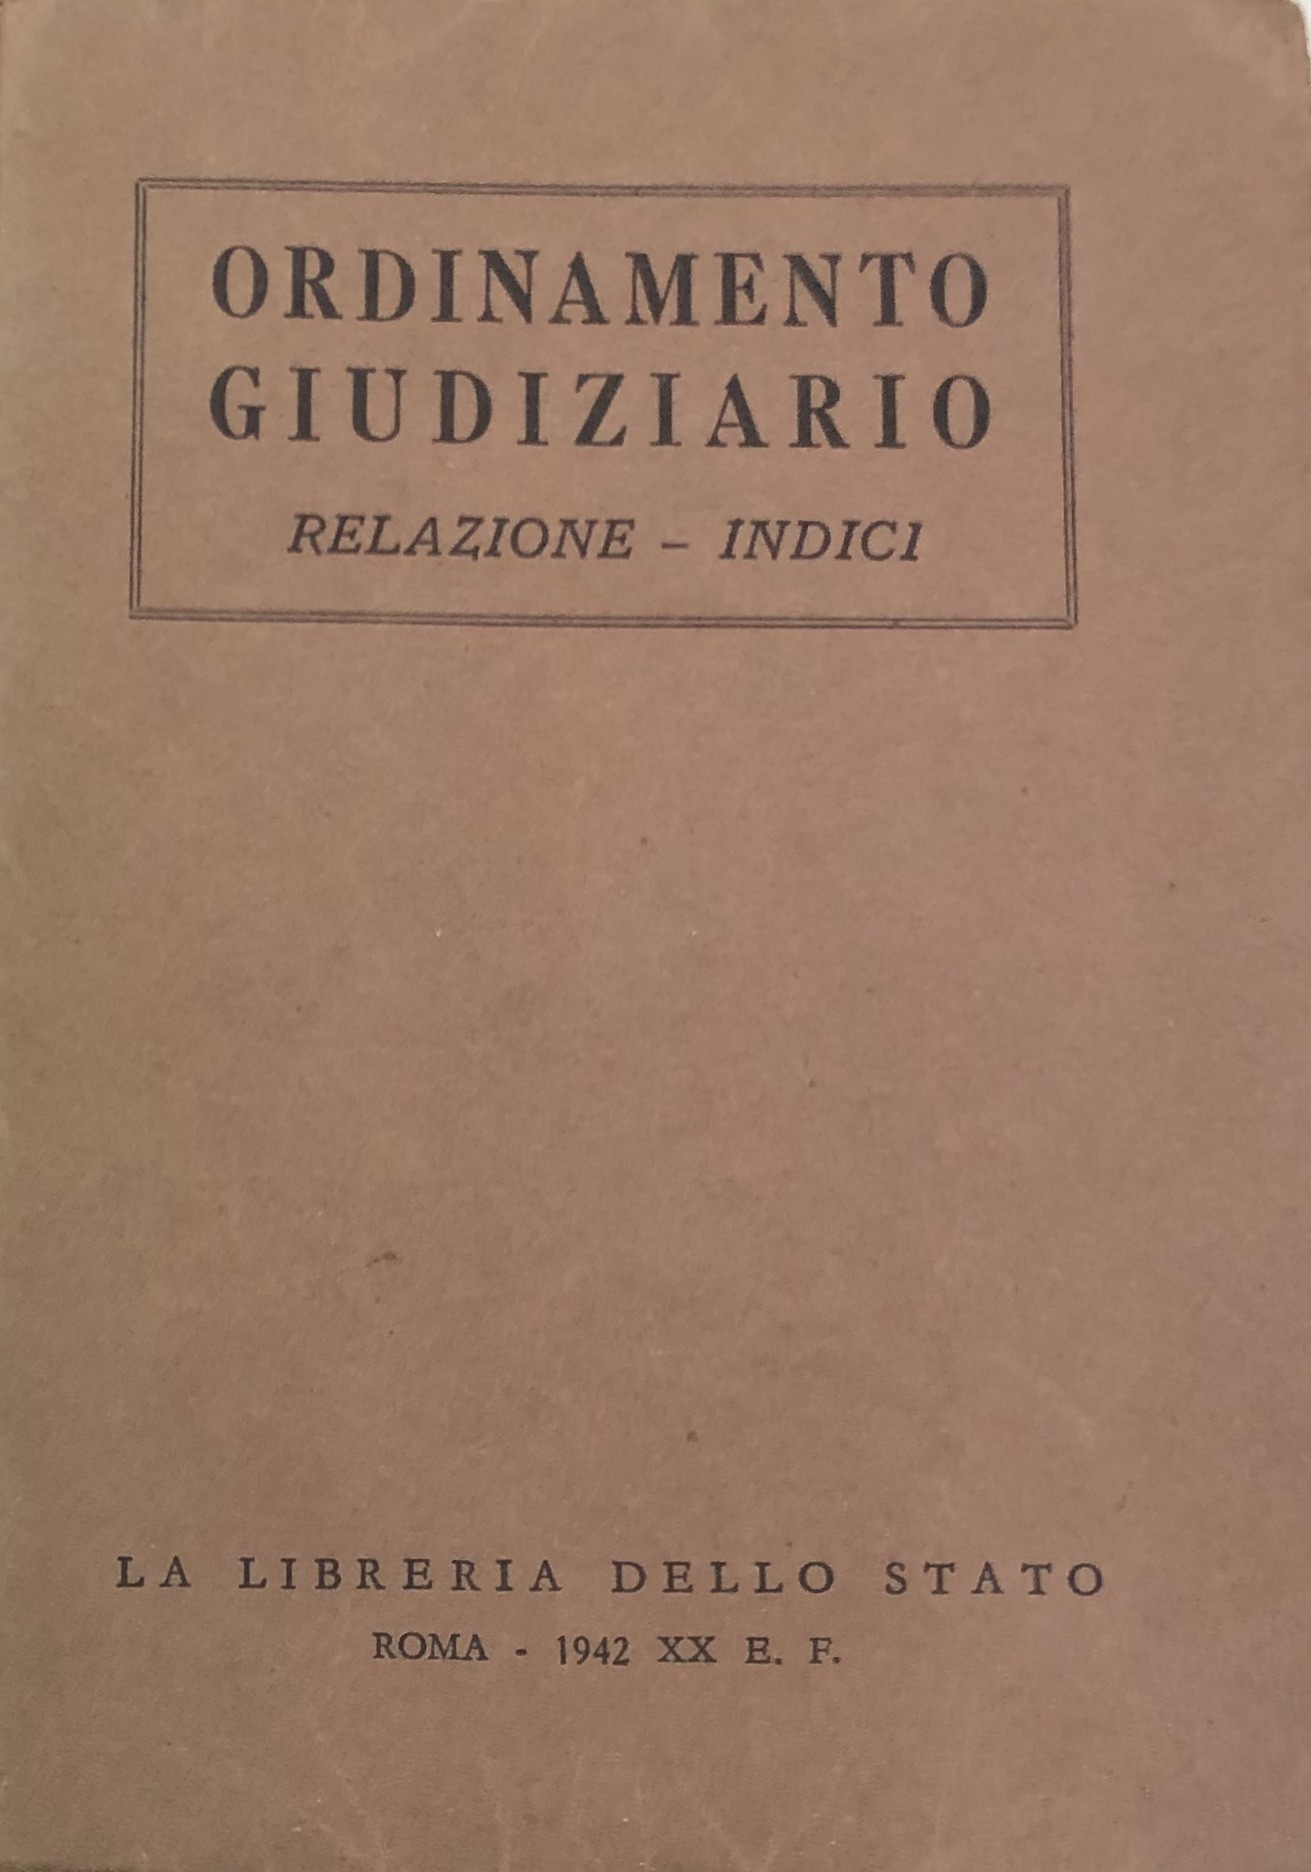 ORDINAMENTO
GIUDIZIARIO
RELAZIONE - INDICI
LA LIBRERIA DELLO STATO
ROMA - 1942 XX E. F.